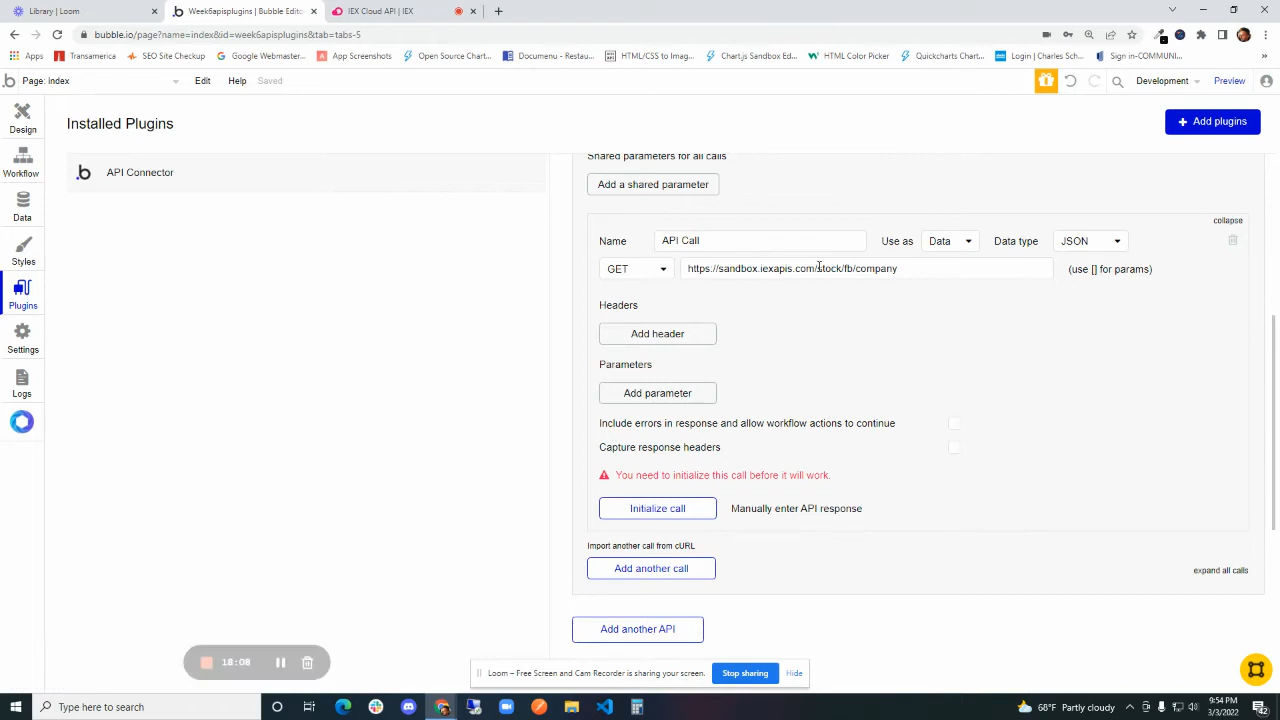 Library | Loom
Week6apisplugins | Bubble Editor
IEX Cloud API | IEX
bubble.io/page?name=index&id=week6apisplugins&tab=tabs-5
Apps
Transamerica
SEO Site Checkup
Google Webmaster...
App Screenshots
Open Source Chart...
Documenu - Restau...
HTML/CSS to Imag...
Chart.js Sandbox Ed...
HTML Color Picker
Quickcharts Chart...
Login | Charles Sch...
Sign in-COMMUNI...
»
Page: Index
Edit
Help
Saved
Development
Preview
Design
Workflow
Data
Styles
Plugins
Settings
Logs
Installed Plugins
+ Add plugins
API Connector
Shared parameters for all calls
Add a shared parameter
collapse
Name
API Call
Use as
Data
Data type
JSON
GET
https://sandbox.iexapis.com/stock/fb/company
(use [] for params)
Headers
Add header
Parameters
Add parameter
Include errors in response and allow workflow actions to continue
Capture response headers
You need to initialize this call before it will work.
Initialize call
Manually enter API response
Import another call from cURL
Add another call
expand all calls
Add another API
18:08
Loom – Free Screen and Cam Recorder is sharing your screen.
Stop sharing
Hide
Type here to search
68°F Partly cloudy
9:54 PM
3/3/2022